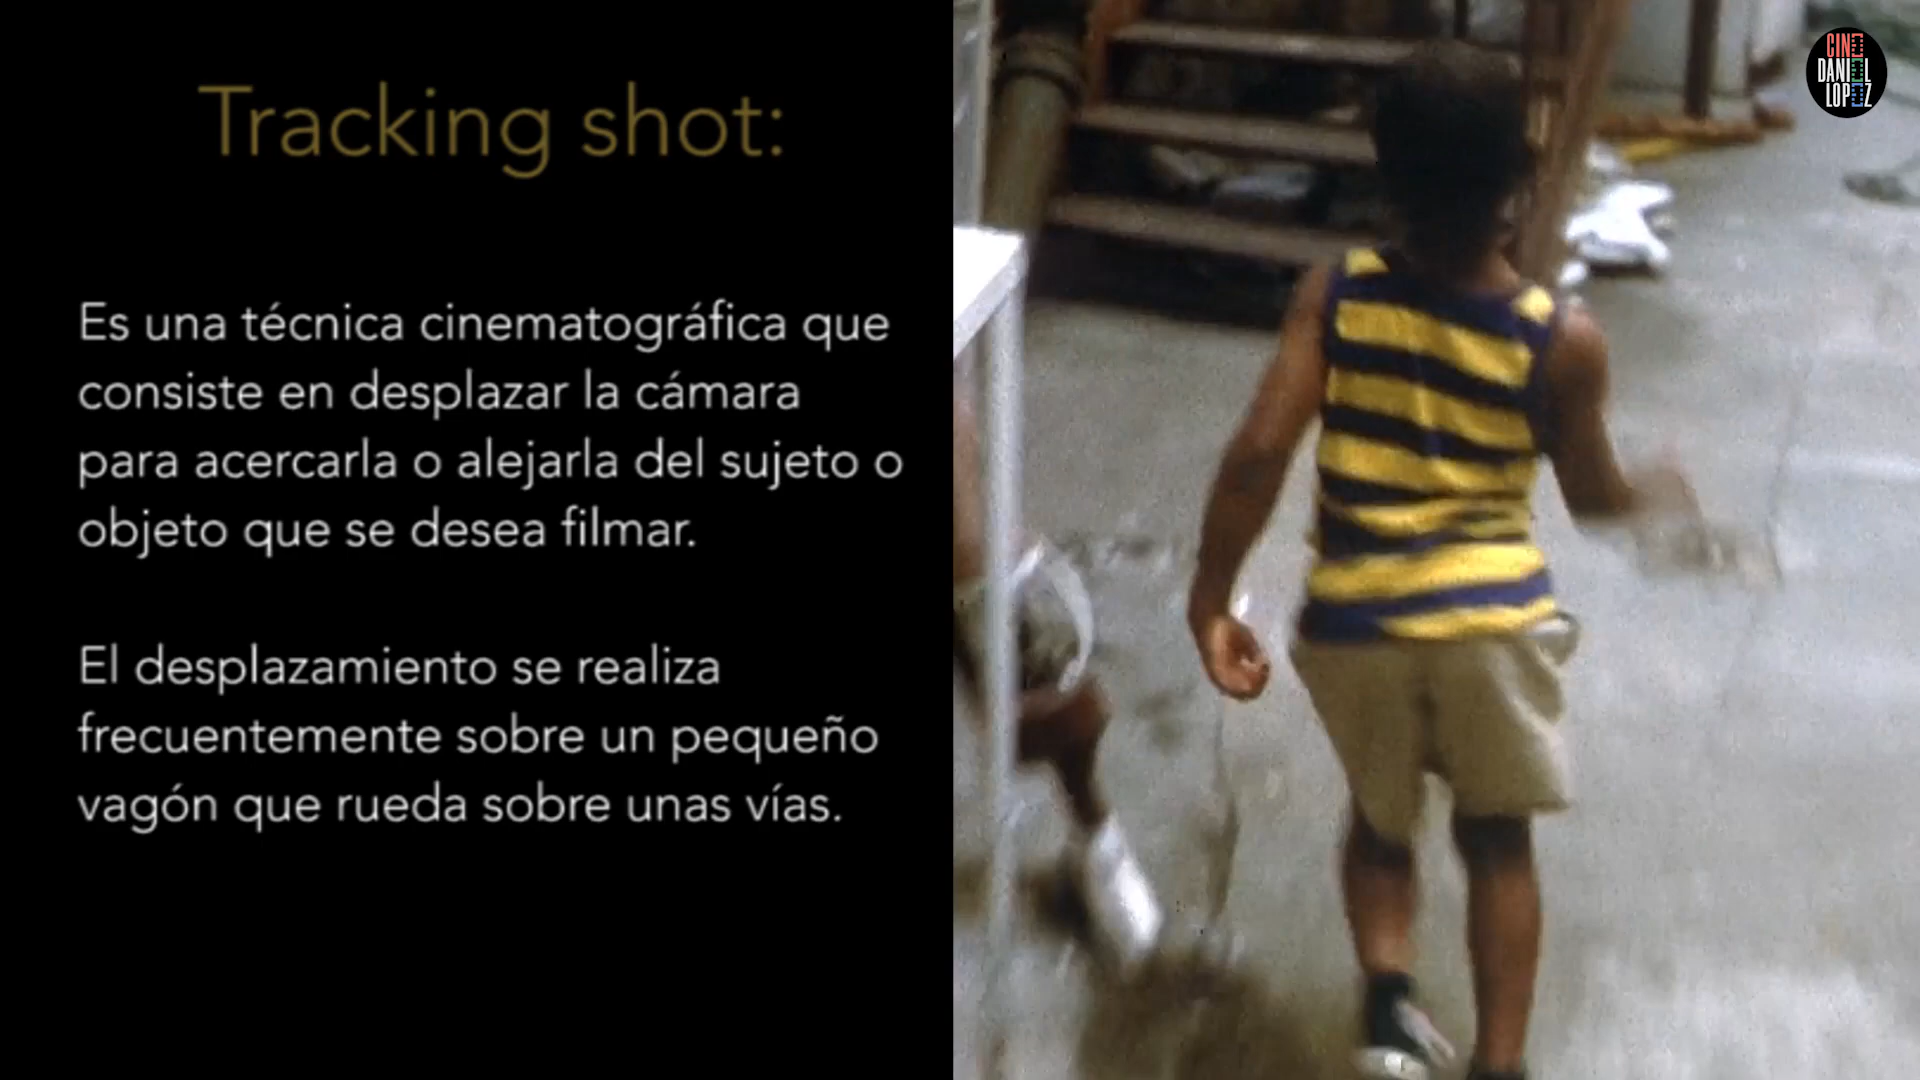 Tracking shot:
Es una técnica cinematográfica que
consiste en desplazar la cámara
para acercarla o alejarla del sujeto o
objeto que se desea filmar.
El desplazamiento se realiza
frecuentemente sobre un pequeño
vagón que rueda sobre unas vías.
CINE
DANIEL
LOPEZ